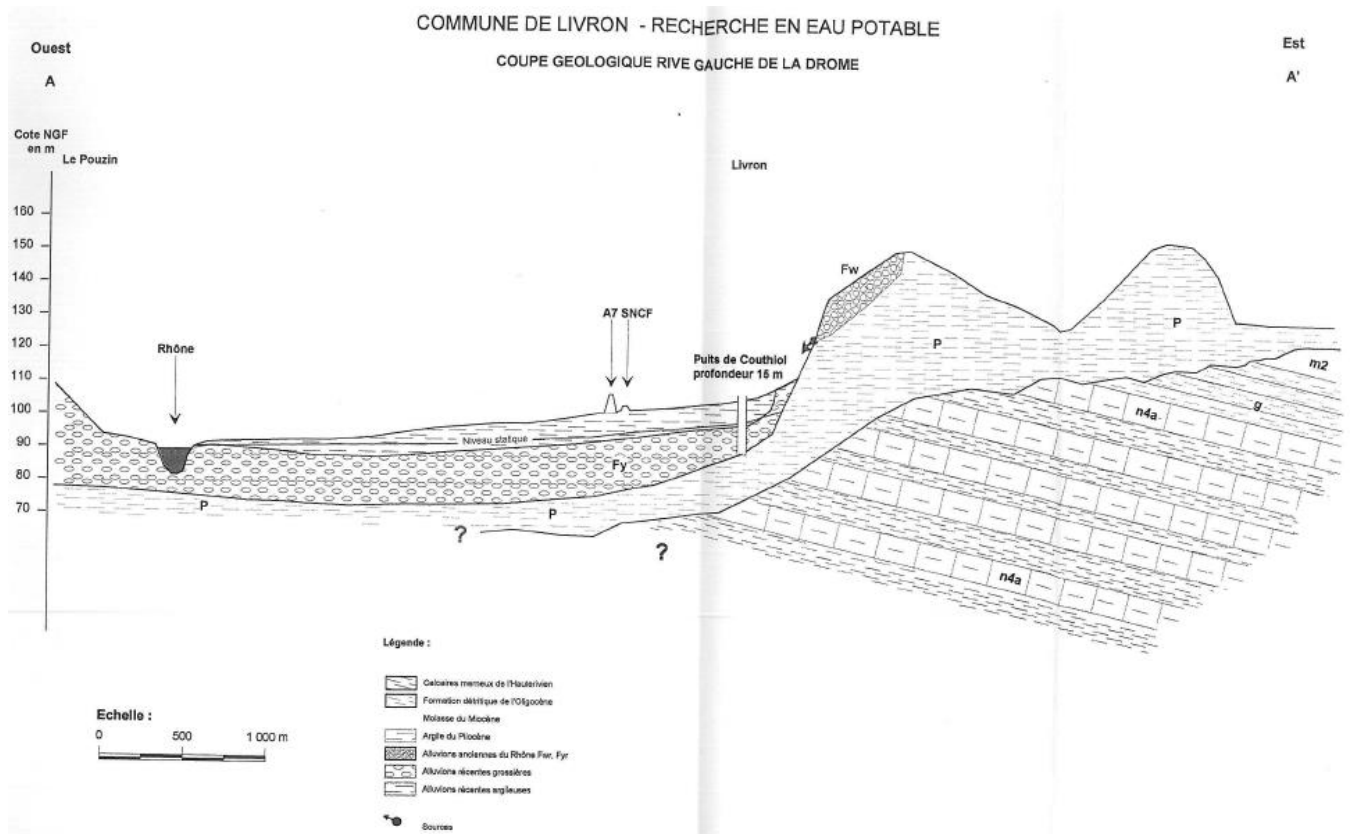 COMMUNE DE LIVRON - RECHERCHE EN EAU POTABLE
COUPE GEOLOGIQUE RIVE GAUCHE DE LA DROME
Ouest
A
Est
A'
Cote NGF
en m
Le Pouzin
Livron
160
150
140
130
120
110
100
90
80
70
Rhône
A7 SNCF
Puits de Couthiol
profondeur 15 m
Niveau statique
Fw
Fy
P
P
P
P
m2
g
n4a
n4a
?
?
Légende :
Calcaires marneux de l'Hauterivien
Formation détritique de l'Oligocène
Molasse du Miocène
Argile du Pliocène
Alluvions anciennes du Rhône Fwr, Fyr
Alluvions récentes grossières
Alluvions récentes argileuses
Sources
Echelle :
0 500 1 000 m